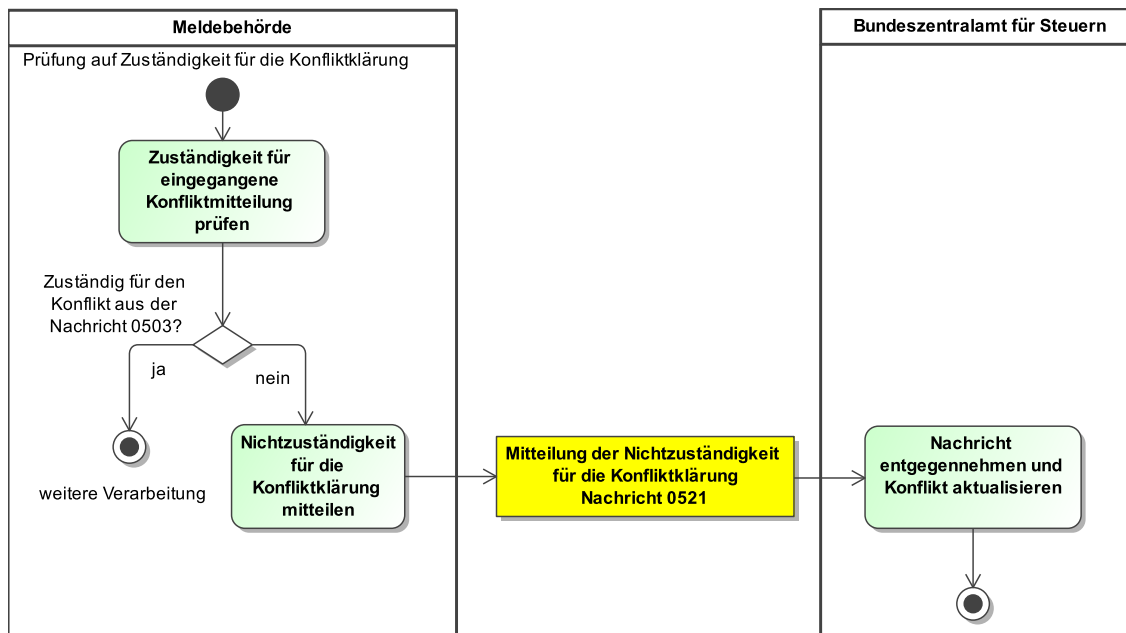 Meldebehörde
Bundeszentralamt für Steuern
Prüfung auf Zuständigkeit für die Konfliktklärung
Zuständigkeit für
eingegangene
Konfliktmitteilung
prüfen
Zuständig für den
Konflikt aus der
Nachricht 0503?
ja
nein
weitere Verarbeitung
Nichtzuständigkeit
für die
Konfliktklärung
mitteilen
Mitteilung der Nichtzuständigkeit
für die Konfliktklärung
Nachricht 0521
Nachricht
entgegennehmen und
Konflikt aktualisieren